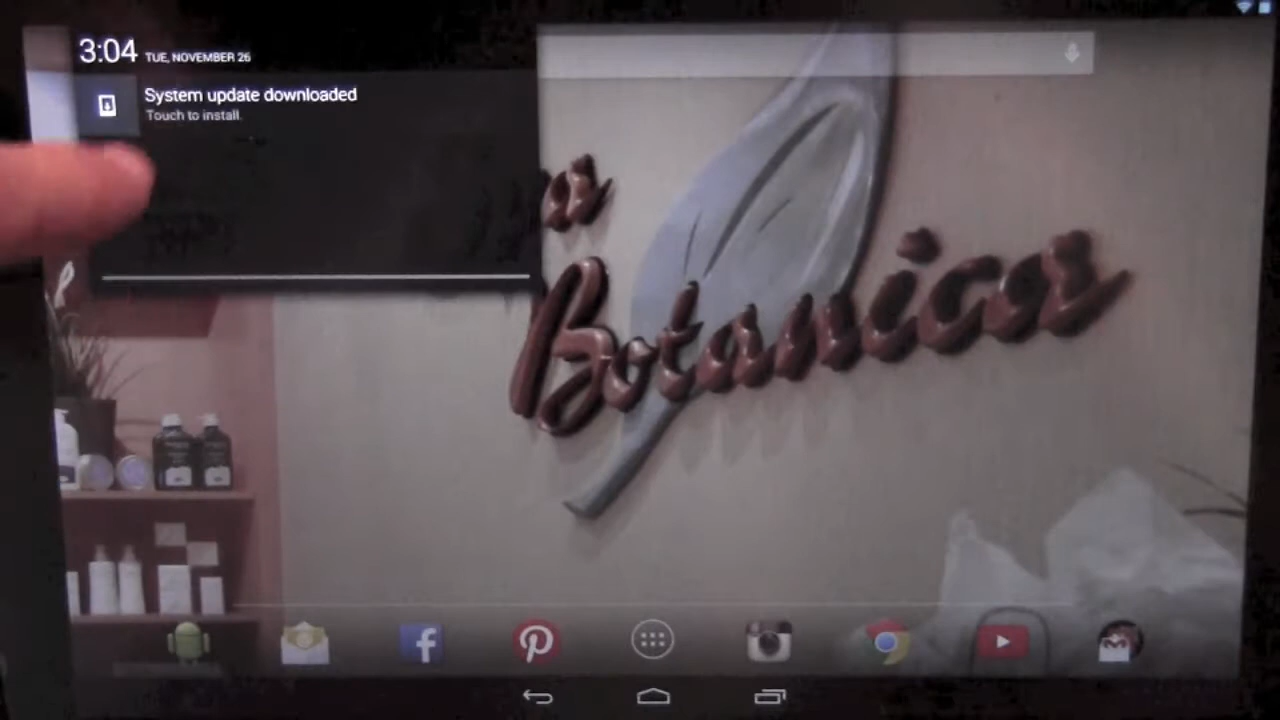 3:04 TUE, NOVEMBER 26
System update downloaded
Touch to install.
a
Botanica